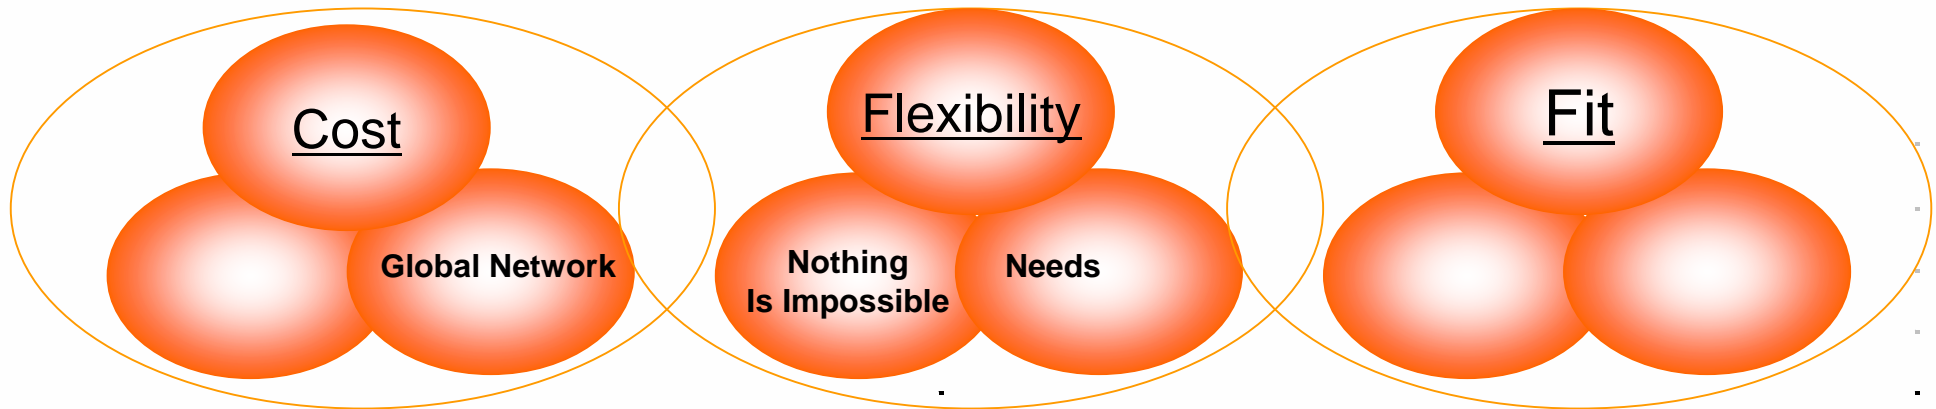 Cost
Global Network
Flexibility
Nothing
Is Impossible
Needs
Fit